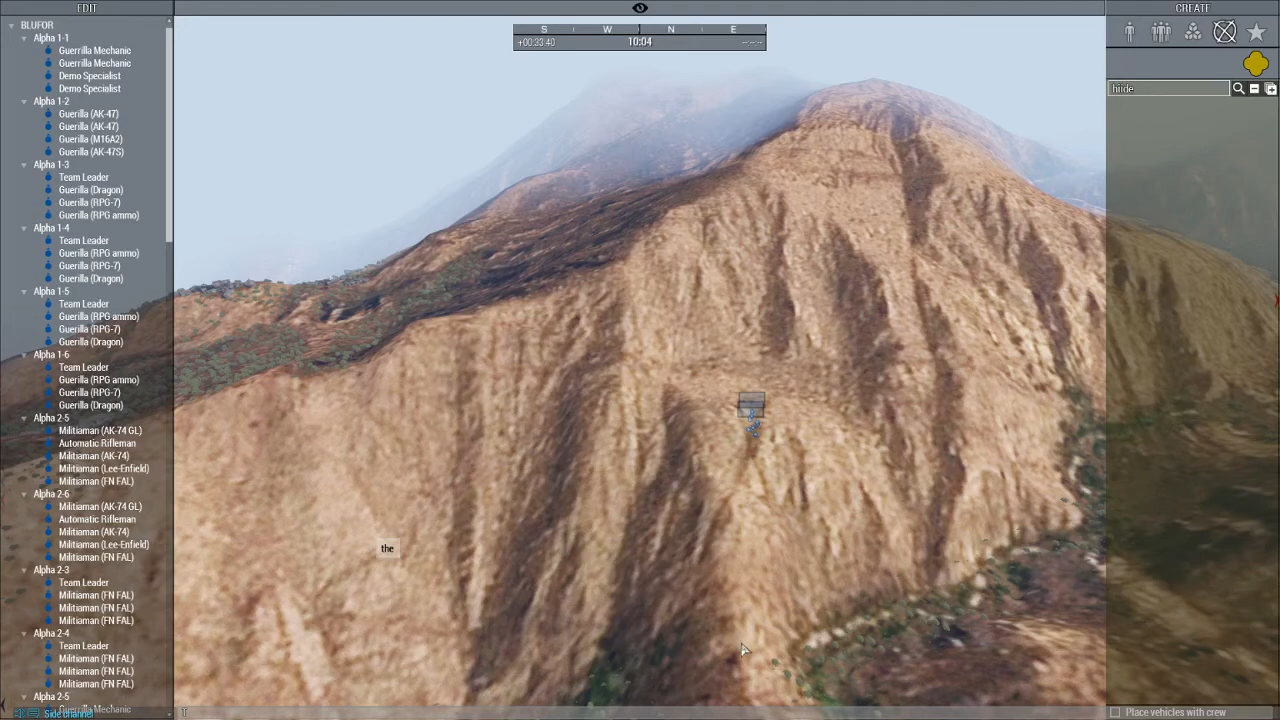 EDIT
CREATE
S W N E
+00:33:40 10:04 --:--
hiide
BLUFOR
Alpha 1-1
Guerrilla Mechanic
Guerrilla Mechanic
Demo Specialist
Demo Specialist
Alpha 1-2
Guerilla (AK-47)
Guerilla (AK-47)
Guerilla (M16A2)
Guerilla (AK-47S)
Alpha 1-3
Team Leader
Guerilla (Dragon)
Guerilla (RPG-7)
Guerilla (RPG ammo)
Alpha 1-4
Team Leader
Guerilla (RPG ammo)
Guerilla (RPG-7)
Guerilla (Dragon)
Alpha 1-5
Team Leader
Guerilla (RPG ammo)
Guerilla (RPG-7)
Guerilla (Dragon)
Alpha 1-6
Team Leader
Guerilla (RPG ammo)
Guerilla (RPG-7)
Guerilla (Dragon)
Alpha 2-5
Militiaman (AK-74 GL)
Automatic Rifleman
Militiaman (AK-74)
Militiaman (Lee-Enfield)
Militiaman (FN FAL)
Alpha 2-6
Militiaman (AK-74 GL)
Automatic Rifleman
Militiaman (AK-74)
Militiaman (Lee-Enfield)
Militiaman (FN FAL)
Alpha 2-3
Team Leader
Militiaman (FN FAL)
Militiaman (FN FAL)
Militiaman (FN FAL)
Alpha 2-4
Team Leader
Militiaman (FN FAL)
Militiaman (FN FAL)
Militiaman (FN FAL)
Alpha 2-5
Guerrilla Mechanic
Side channel
the
T
Place vehicles with crew